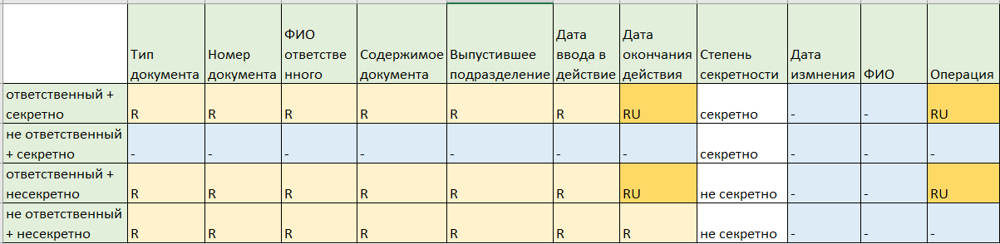 Тип документа
Номер документа
ФИО ответстве нного
Содержимое документа
Выпустившее подразделение
Дата ввода в действие
Дата окончания действия
Степень секретности
Дата измнения
ФИО
Операция
ответственный + секретно
R R R R R R RU секретно - - RU
не ответственный + секретно
- - - - - - - секретно - - -
ответственный + несекретно
R R R R R R RU не секретно - - RU
не ответственный + несекретно
R R R R R R R не секретно - - -